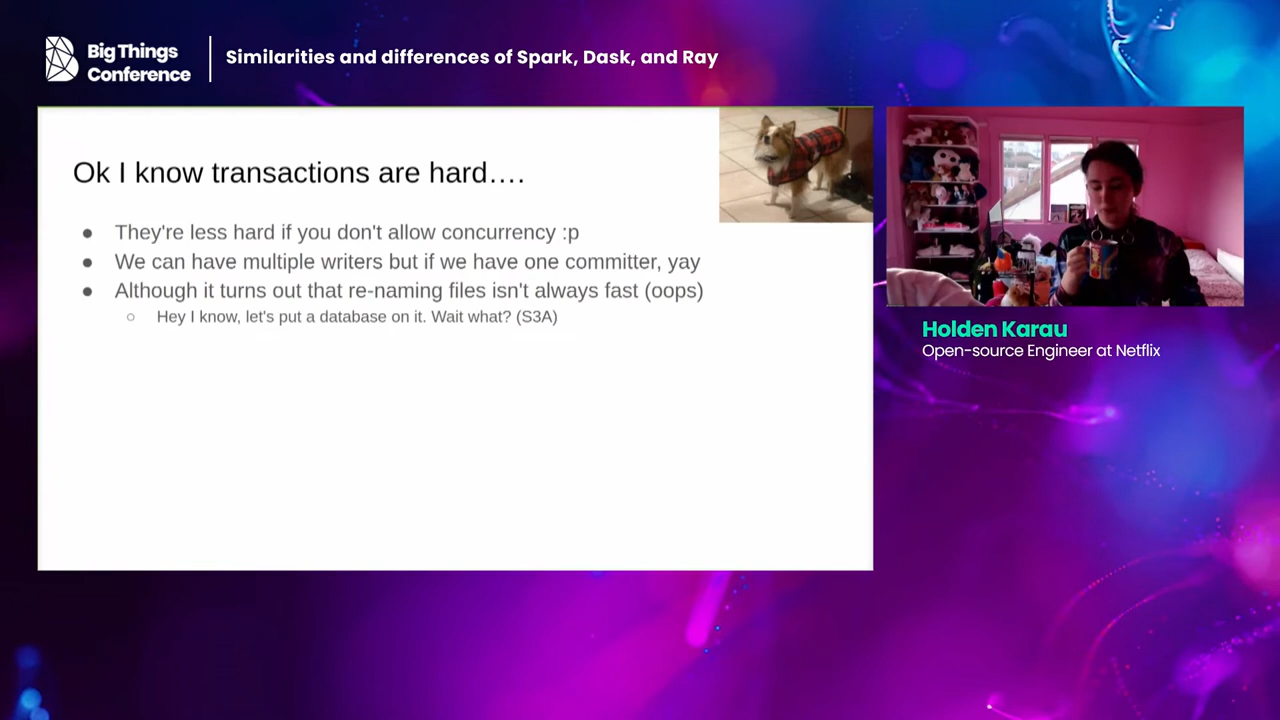 Big Things
Conference
Similarities and differences of Spark, Dask, and Ray
Ok I know transactions are hard….
● They're less hard if you don't allow concurrency :p
● We can have multiple writers but if we have one committer, yay
● Although it turns out that re-naming files isn't always fast (oops)
○ Hey I know, let's put a database on it. Wait what? (S3A)
Holden Karau
Open-source Engineer at Netflix